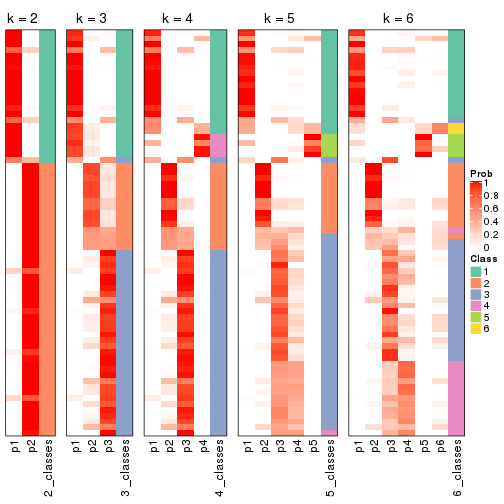 k = 2
k = 3
k = 4
k = 5
k = 6
p1
p2
2_classes
p1
p2
p3
3_classes
p1
p2
p3
p4
4_classes
p1
p2
p3
p4
p5
5_classes
p1
p2
p3
p4
p5
p6
6_classes
Prob
1
0.8
0.6
0.4
0.2
0
Class
1
2
3
4
5
6